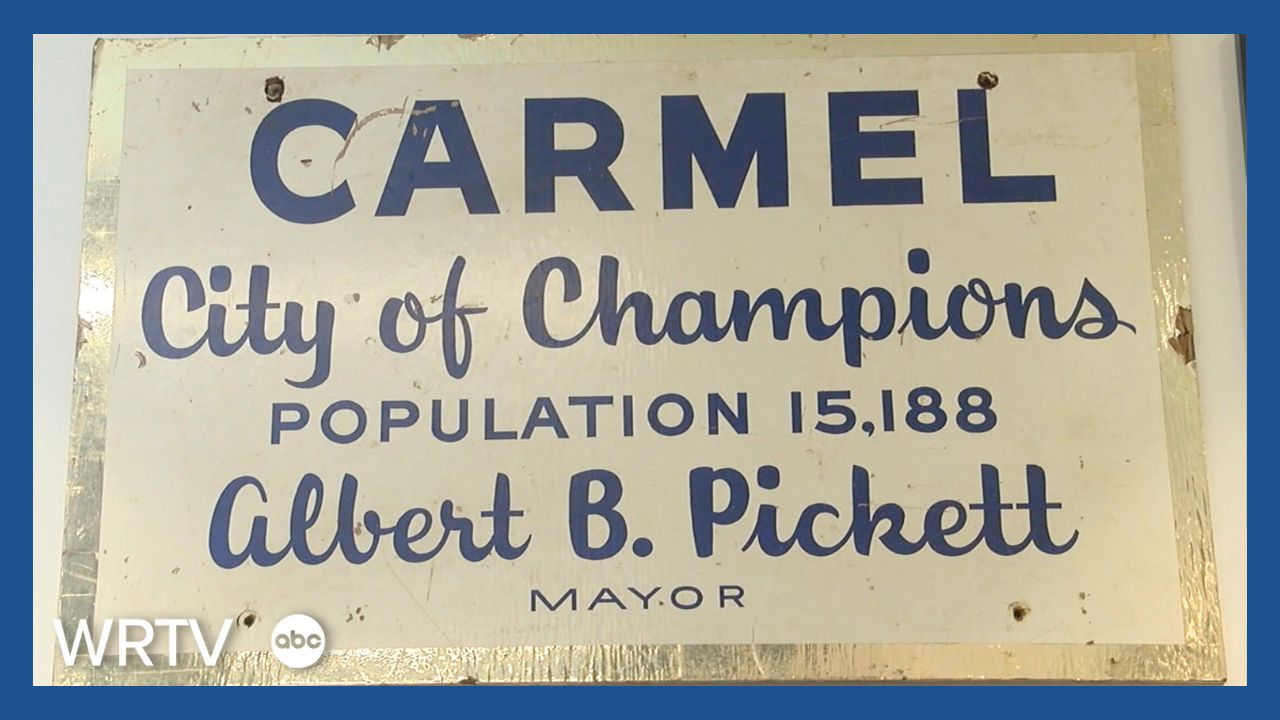 CARMEL
City of Champions
POPULATION 15,188
Albert B. Pickett
MAYOR
WRTV abc